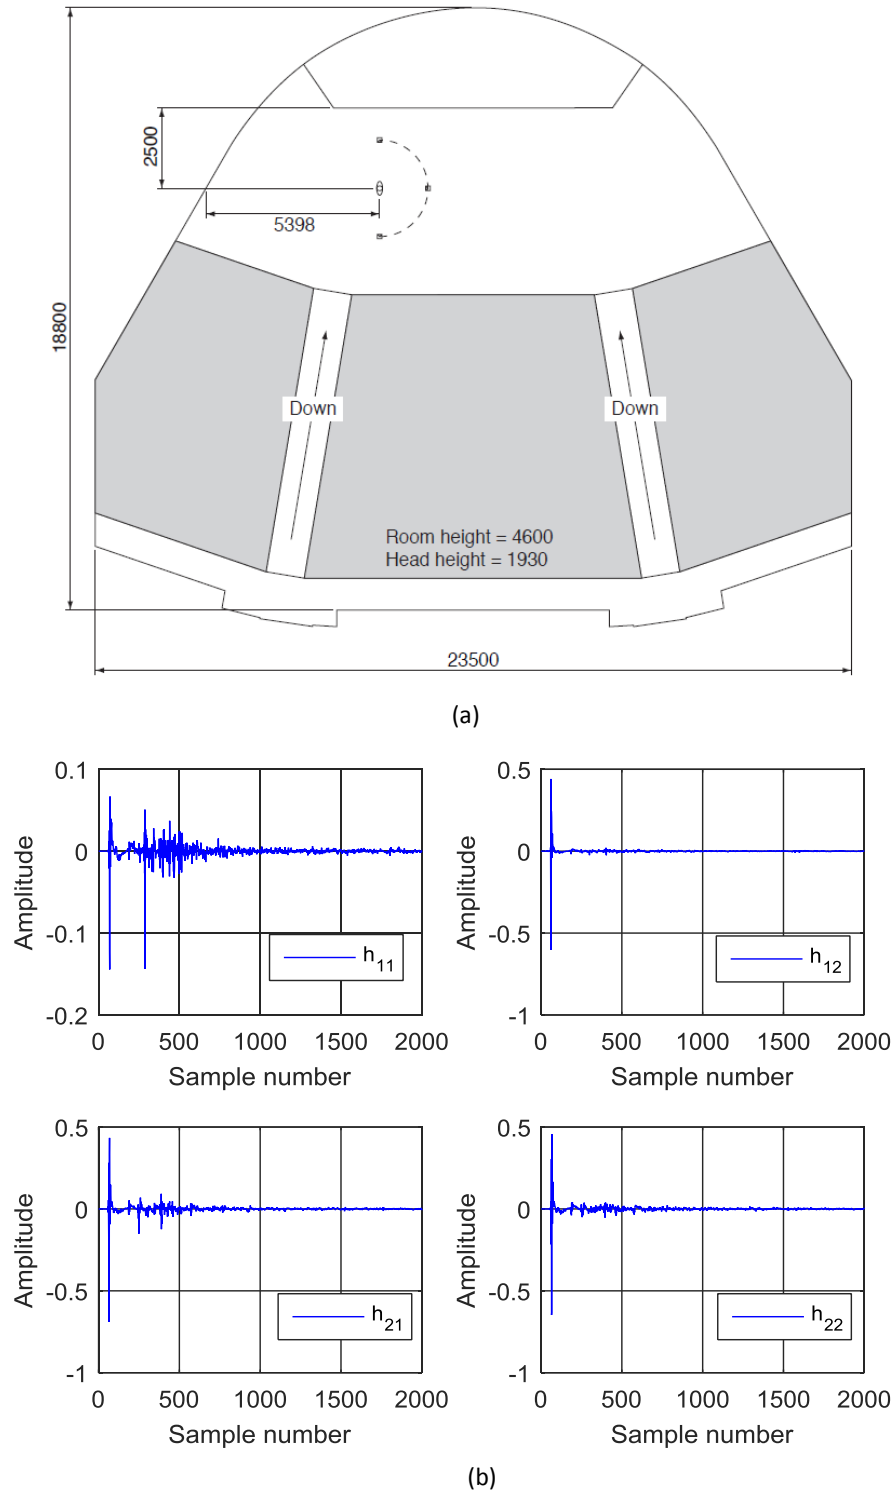 2500
5398
18800
Down
Down
Room height = 4600
Head height = 1930
23500
(a)
0.1
0
-0.1
-0.2
Amplitude
h11
0 500 1000 1500 2000
Sample number
0.5
0
-0.5
-1
Amplitude
h12
0 500 1000 1500 2000
Sample number
0.5
0
-0.5
-1
Amplitude
h21
0 500 1000 1500 2000
Sample number
0.5
0
-0.5
-1
Amplitude
h22
0 500 1000 1500 2000
Sample number
(b)